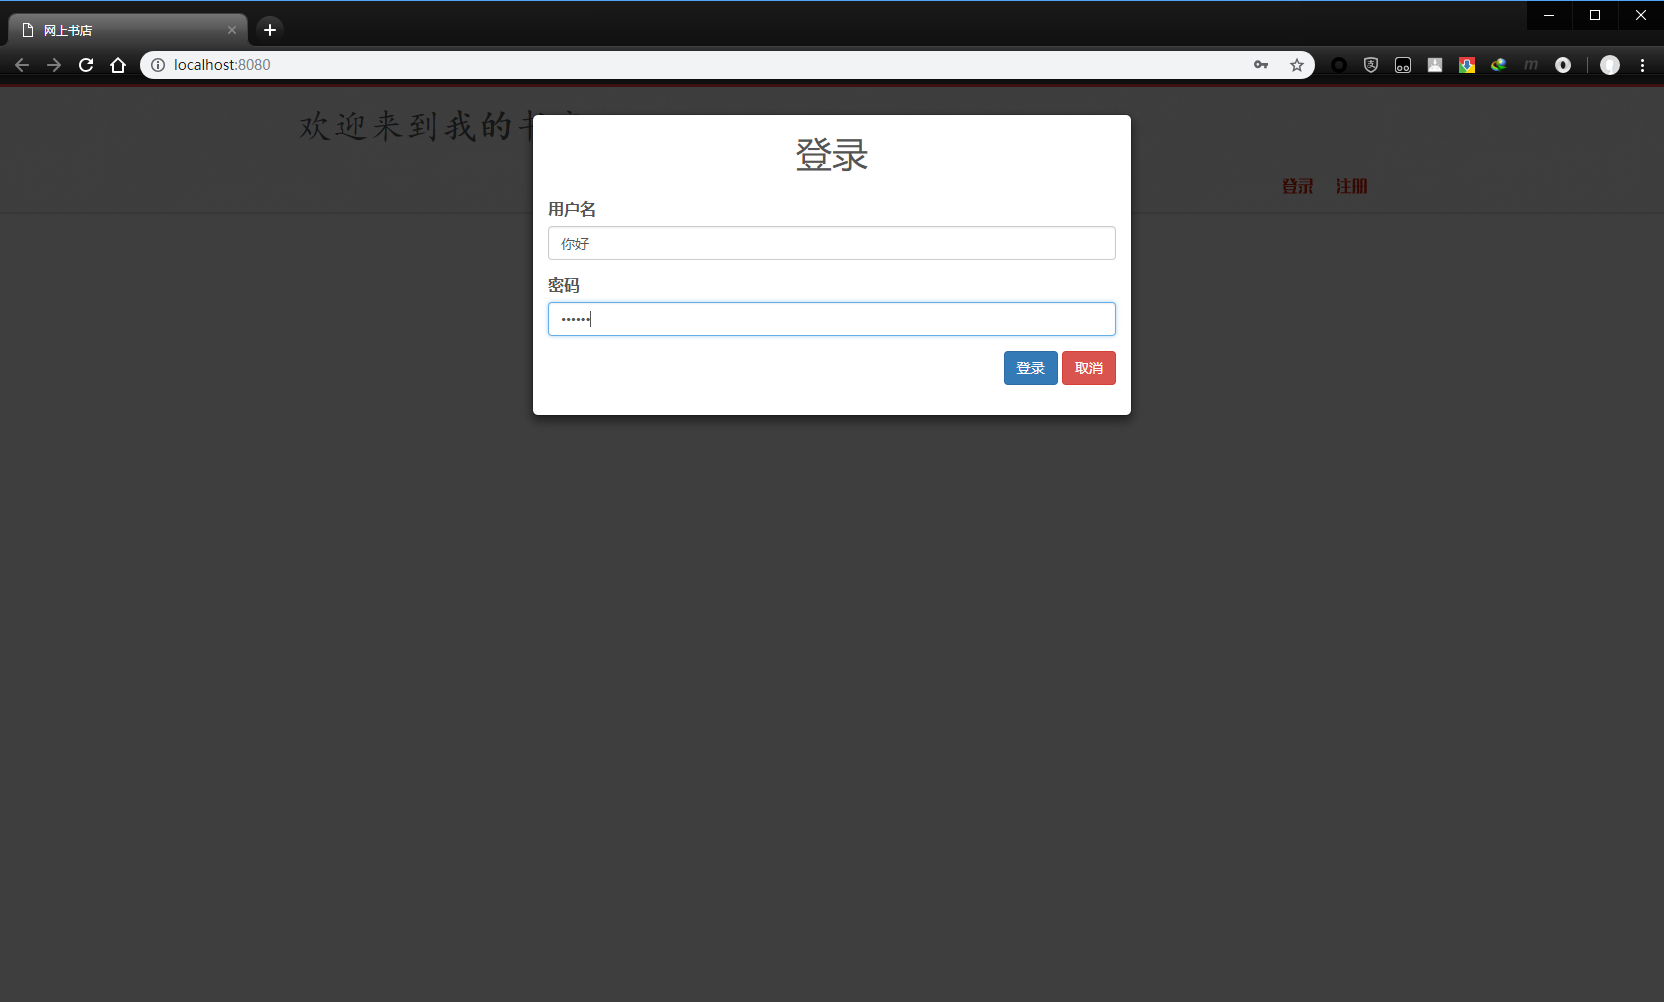 网上书店
localhost:8080
欢迎来到我的书
登录 注册
登录
用户名
你好
密码
••••••
登录 取消